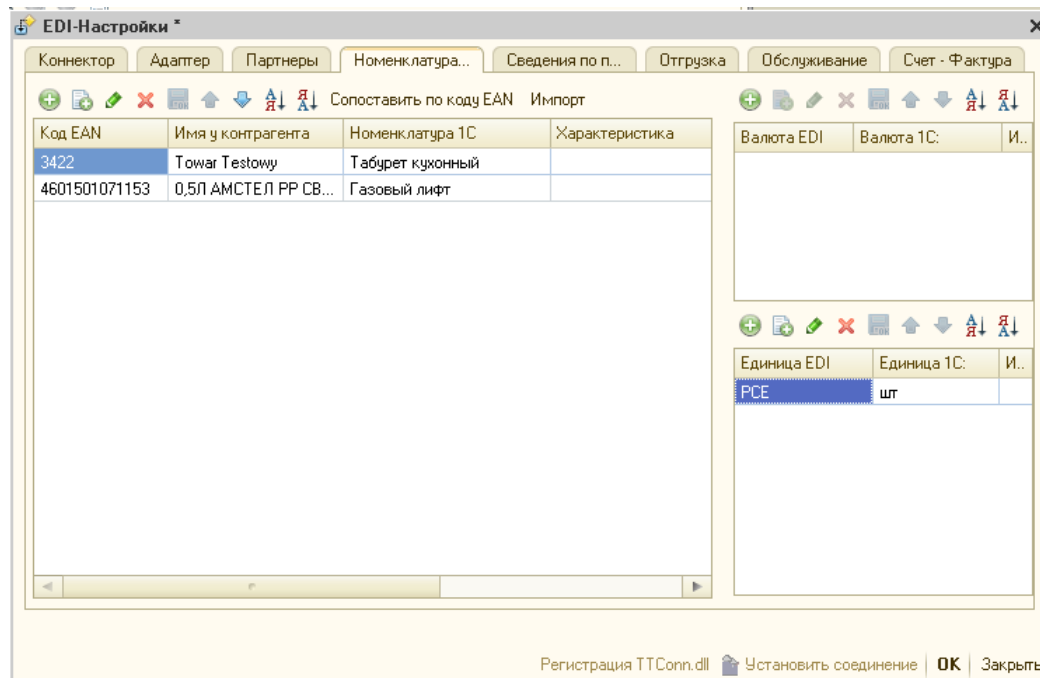 EDI-Настройки *
Коннектор Адаптер Партнеры Номенклатура... Сведения по п... Отгрузка Обслуживание Счет - Фактура
Сопоставить по коду EAN Импорт
Код EAN Имя у контрагента Номенклатура 1С Характеристика
3422 Towar Testowy Табурет кухонный
4601501071153 0,5Л АМСТЕЛ РР СВ... Газовый лифт
Валюта EDI Валюта 1С: И..
Единица EDI Единица 1С: И..
PCE шт
Регистрация TTConn.dll Установить соединение ОК Закрыть